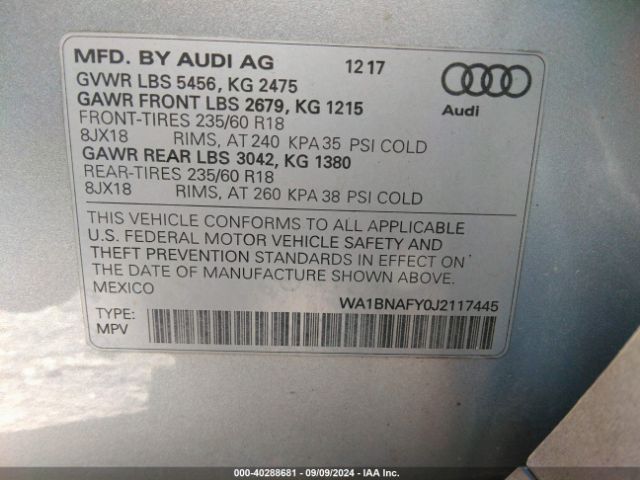 MFD. BY AUDI AG 12 17
GVWR LBS 5456, KG 2475
GAWR FRONT LBS 2679, KG 1215
Audi
FRONT-TIRES 235/60 R18
8JX18 RIMS, AT 240 KPA 35 PSI COLD
GAWR REAR LBS 3042, KG 1380
REAR-TIRES 235/60 R18
8JX18 RIMS, AT 260 KPA 38 PSI COLD
THIS VEHICLE CONFORMS TO ALL APPLICABLE
U.S. FEDERAL MOTOR VEHICLE SAFETY AND
THEFT PREVENTION STANDARDS IN EFFECT ON
THE DATE OF MANUFACTURE SHOWN ABOVE.
MEXICO
WA1BNAFY0J2117445
TYPE:
MPV
000-40288681 - 09/09/2024 - IAA Inc.